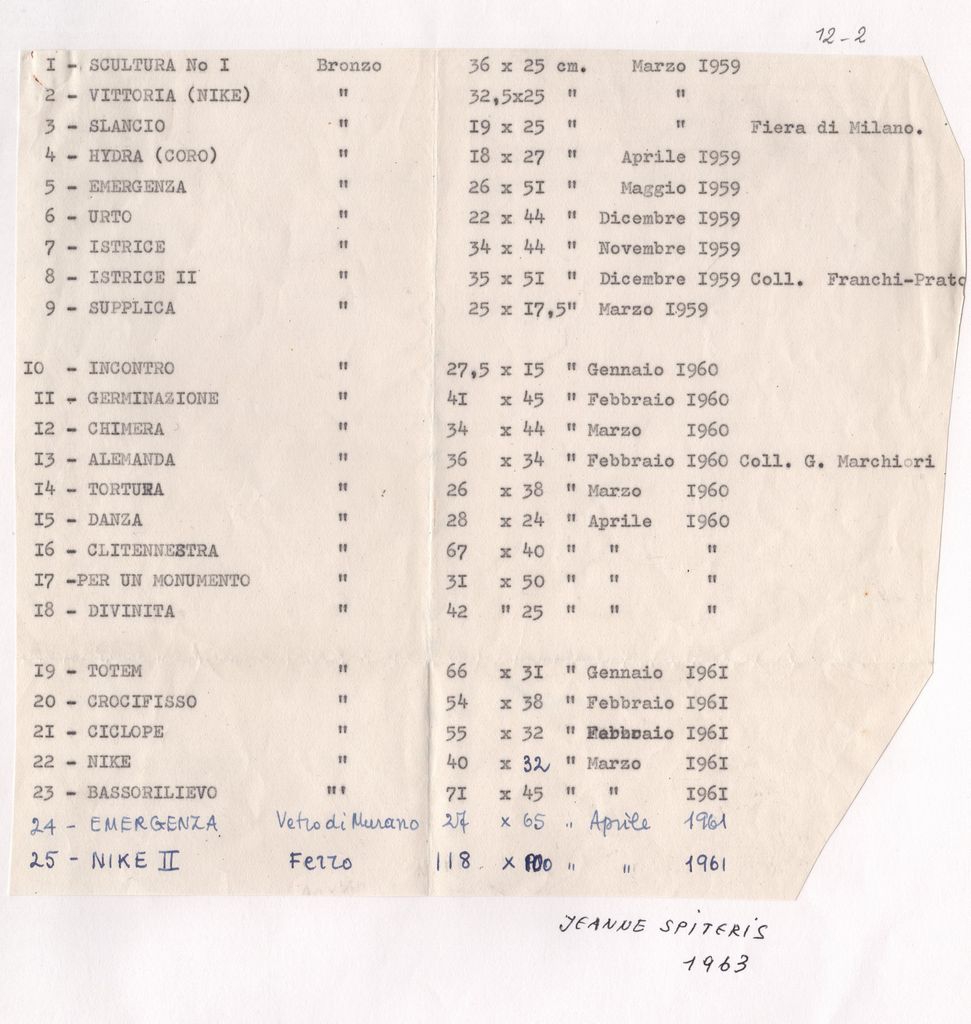 12-2
I - SCULTURA No I Bronzo 36 x 25 cm. Marzo I959
2 - VITTORIA (NIKE) " 32,5x25 " "
3 - SLANCIO " I9 x 25 " " Fiera di Milano.
4 - HYDRA (CORO) " I8 x 27 " Aprile I959
5 - EMERGENZA " 26 x 5I " Maggio I959
6 - URTO " 22 x 44 " Dicembre I959
7 - ISTRICE " 34 x 44 " Novembre I959
8 - ISTRICE II " 35 x 5I " Dicembre I959 Coll. Franchi-Prato
9 - SUPPLICA " 25 x I7,5" Marzo I959
IO - INCONTRO " 27,5 x I5 " Gennaio I960
II - GERMINAZIONE " 4I x 45 " Febbraio I960
I2 - CHIMERA " 34 x 44 " Marzo I960
I3 - ALEMANDA " 36 x 34 " Febbraio I960 Coll. G. Marchiori
I4 - TORTURA " 26 x 38 " Marzo I960
I5 - DANZA " 28 x 24 " Aprile I960
I6 - CLITENNESTRA " 67 x 40 " " "
I7 -PER UN MONUMENTO " 3I x 50 " " "
I8 - DIVINITA " 42 " 25 " " "
I9 - TOTEM " 66 x 3I " Gennaio I96I
20 - CROCIFISSO " 54 x 38 " Febbraio I96I
2I - CICLOPE " 55 x 32 " Febbraio I96I
22 - NIKE " 40 x 32 " Marzo I96I
23 - BASSORILIEVO "" 7I x 45 " " I96I
24 - EMERGENZA Vetro di Murano 27 x 65 " Aprile 1961
25 - NIKE II Ferro 118 x 100 " " 1961
JEANNE SPITERIS
1963